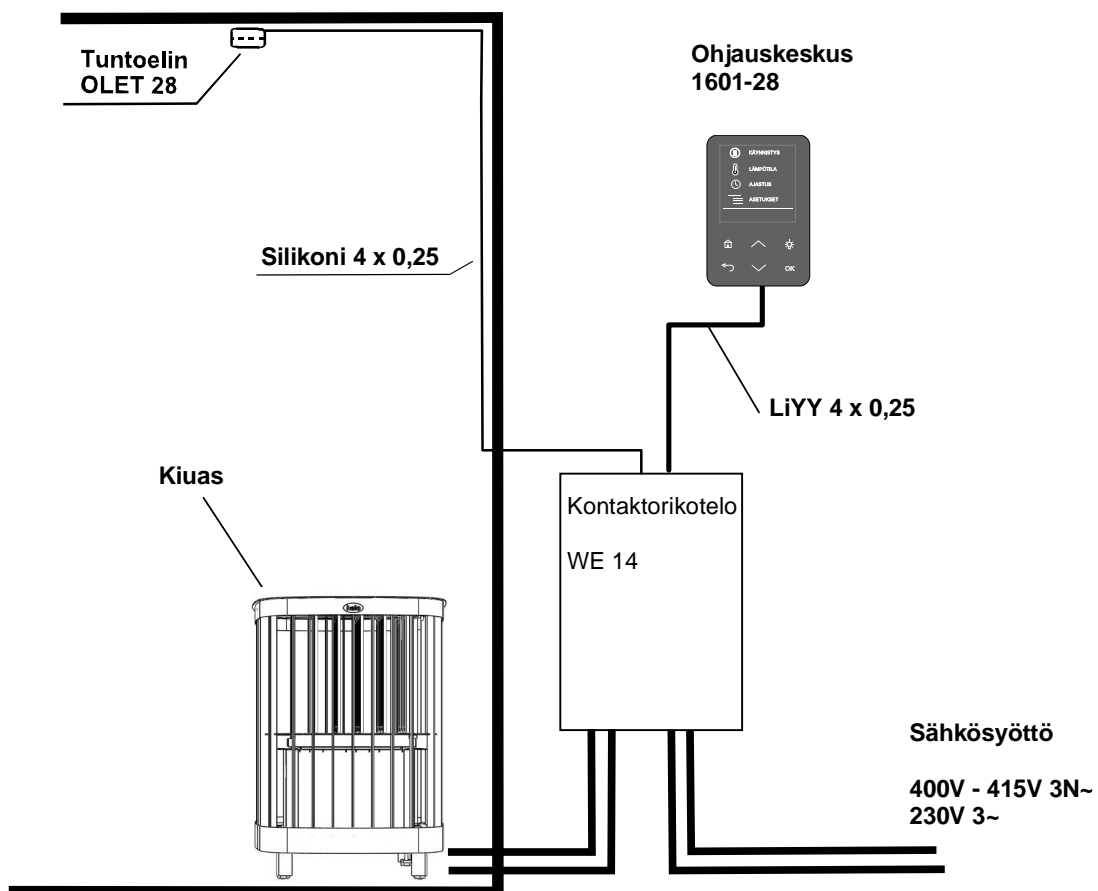 Tuntoelin
OLET 28
Ohjauskeskus
1601-28
KÄYNNISTYS
LÄMPÖTILA
AJASTUS
ASETUKSET
OK
Silikoni 4 x 0,25
LiYY 4 x 0,25
Kiuas
Kontaktorikotelo
WE 14
helo
Sähkösyöttö
400V - 415V 3N~
230V 3~